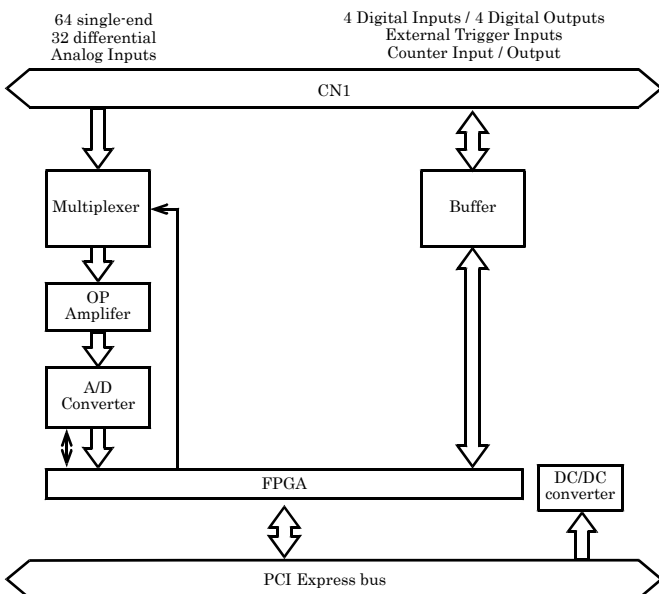 64 single-end
32 differential
Analog Inputs
4 Digital Inputs / 4 Digital Outputs
External Trigger Inputs
Counter Input / Output
CN1
Multiplexer
Buffer
OP
Amplifer
A/D
Converter
FPGA
DC/DC
converter
PCI Express bus